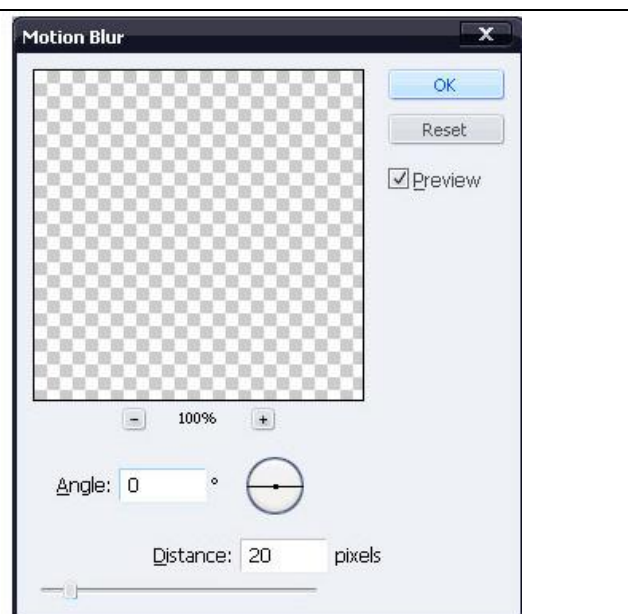 Motion Blur
X
OK
Reset
Preview
- 100% +
Angle: 0 °
Distance: 20 pixels